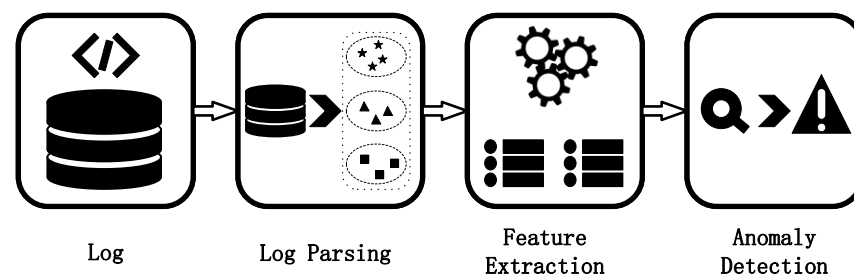 Log
Log Parsing
Feature
Extraction
Anomaly
Detection